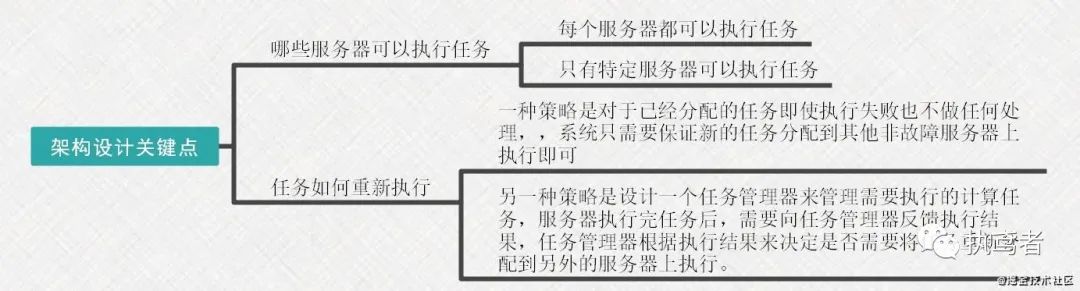 哪些服务器可以执行任务
每个服务器都可以执行任务
只有特定服务器可以执行任务
架构设计关键点
任务如何重新执行
一种策略是对于已经分配的任务即使执行失败也不做任何处
理,,系统只需要保证新的任务分配到其他非故障服务器上
执行即可
另一种策略是设计一个任务管理器来管理需要执行的计算任
务,服务器执行完任务后,需要向任务管理器反馈执行结
果,任务管理器根据执行结果来决定是否需要将
配到另外的服务器上执行。
执鸢者
@掘金技术社区